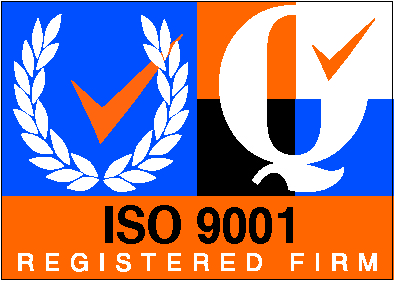 Q
ISO 9001
REGISTERED FIRM